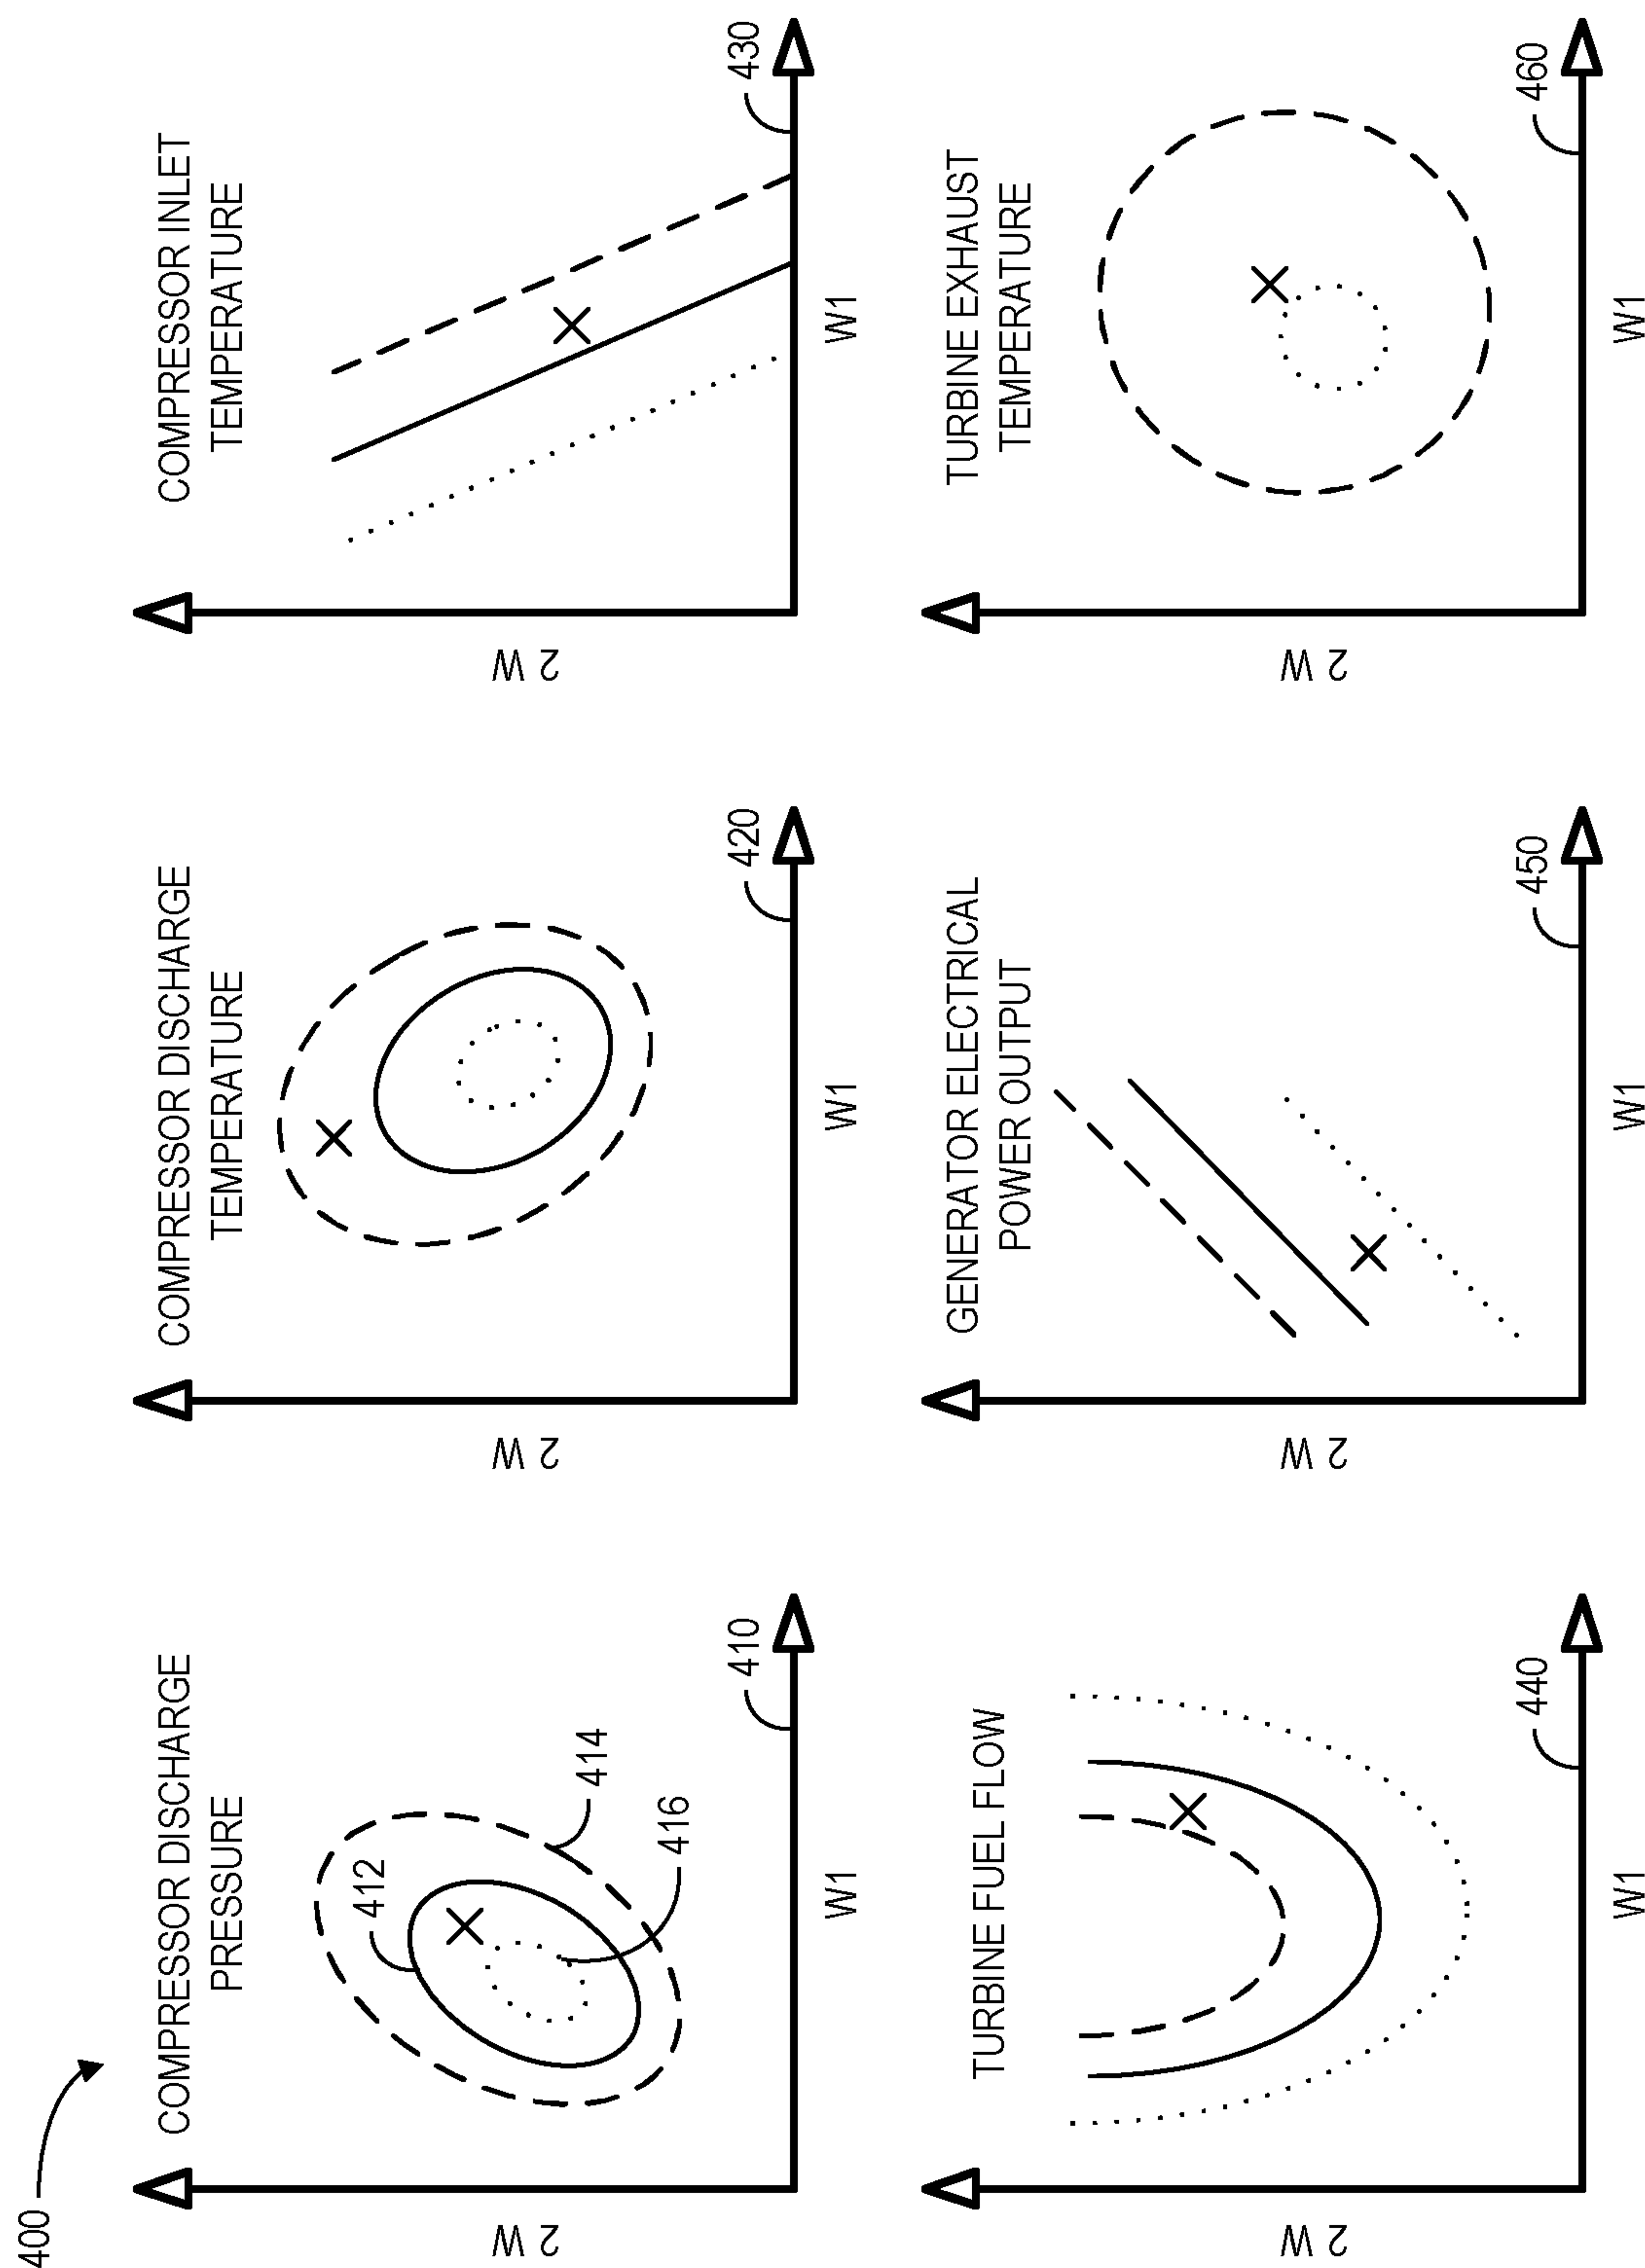 400
COMPRESSOR DISCHARGE
PRESSURE
412
414
416
410
2 W
W1
COMPRESSOR DISCHARGE
TEMPERATURE
420
2 W
W1
COMPRESSOR INLET
TEMPERATURE
430
2 W
W1
TURBINE FUEL FLOW
440
2 W
W1
GENERATOR ELECTRICAL
POWER OUTPUT
450
2 W
W1
TURBINE EXHAUST
TEMPERATURE
460
2 W
W1